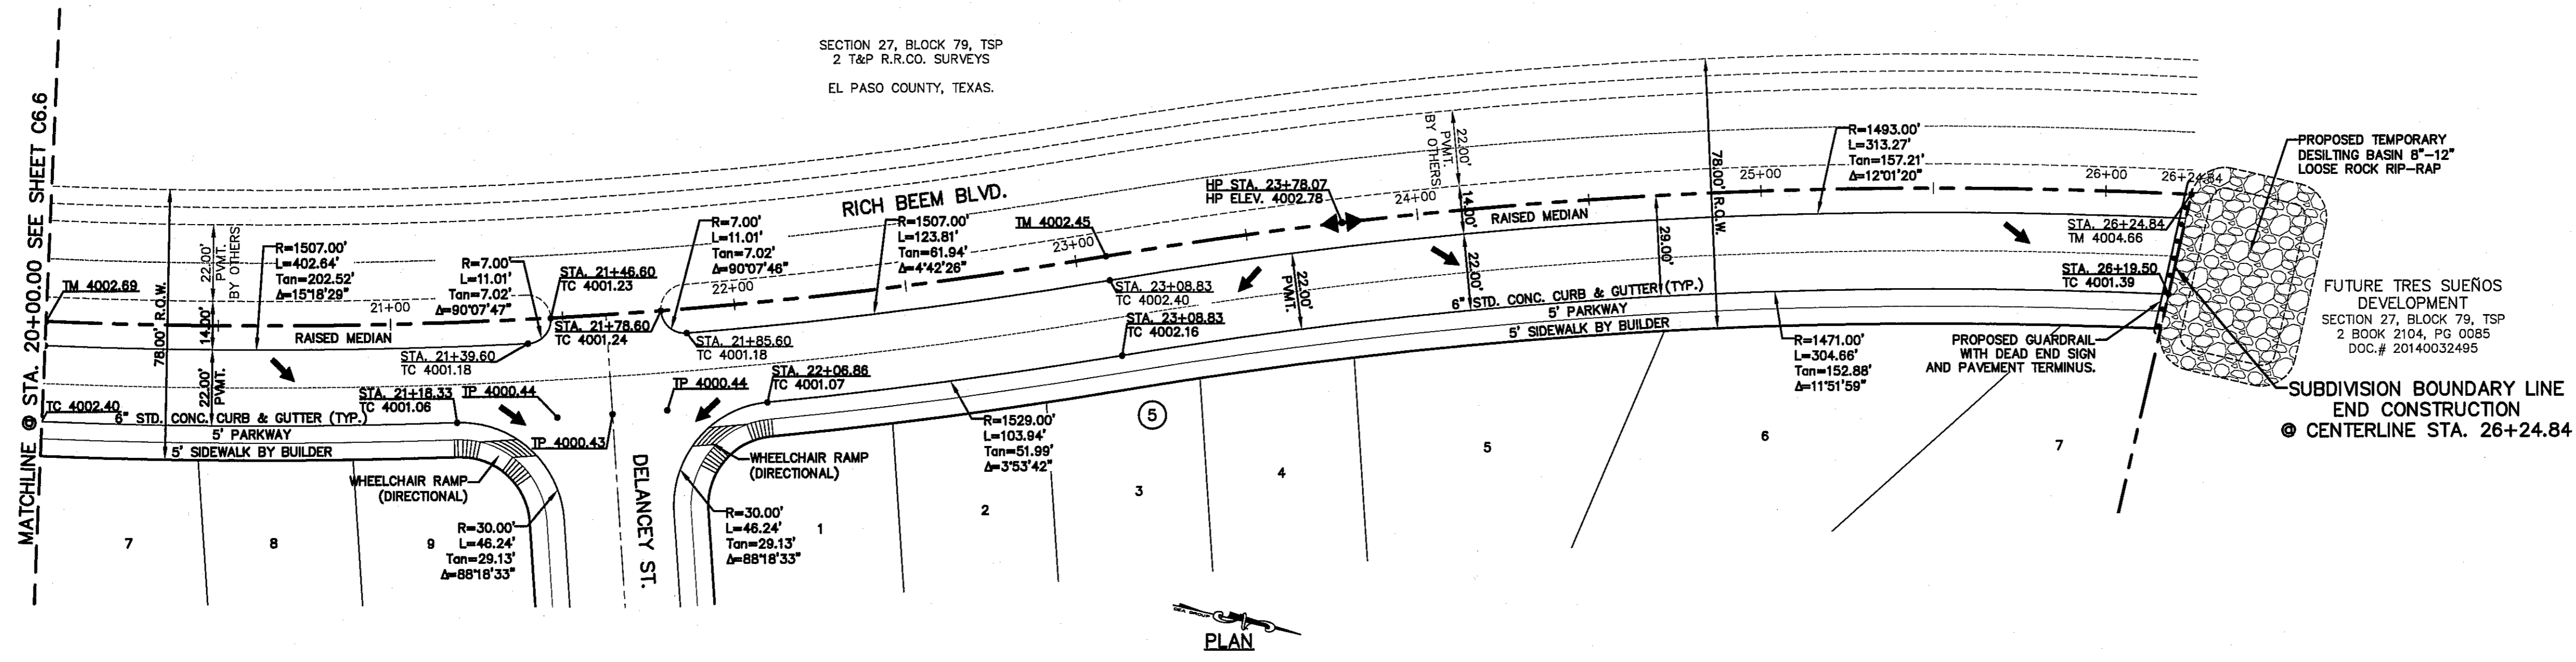 SECTION 27, BLOCK 79, TSP
2 T&P R.R.CO. SURVEYS
EL PASO COUNTY, TEXAS.
MATCHLINE @ STA. 20+00.00 SEE SHEET C6.6
TM 4002.69
78.00' R.O.W.
22.00'
PVMT.
BY OTHERS
14.00'
22.00'
PVMT.
R=1507.00'
L=402.64'
Tan=202.52'
Δ=15°18'29"
21+00
RAISED MEDIAN
R=7.00'
L=11.01'
Tan=7.02'
Δ=90°07'47"
STA. 21+46.60
TC 4001.23
STA. 21+39.60
TC 4001.18
STA. 21+78.60
TC 4001.24
R=7.00'
L=11.01'
Tan=7.02'
Δ=90°07'46"
22+00
STA. 21+85.60
TC 4001.18
RICH BEEM BLVD.
R=1507.00'
L=123.81'
Tan=61.94'
Δ=4°42'26"
TM 4002.45
23+00
STA. 23+08.83
TC 4002.40
STA. 23+08.83
TC 4002.16
HP STA. 23+78.07
HP ELEV. 4002.78
24+00
22.00'
PVMT.
BY OTHERS
14.00'
22.00'
22.00'
PVMT.
RAISED MEDIAN
29.00'
78.00' R.O.W.
25+00
R=1493.00'
L=313.27'
Tan=157.21'
Δ=12°01'20"
26+00
26+24.84
STA. 26+24.84
TM 4004.66
STA. 26+19.50
TC 4001.39
PROPOSED TEMPORARY
DESILTING BASIN 8"-12"
LOOSE ROCK RIP-RAP
FUTURE TRES SUEÑOS
DEVELOPMENT
SECTION 27, BLOCK 79, TSP
2 BOOK 2104, PG 0085
DOC.# 20140032495
SUBDIVISION BOUNDARY LINE
END CONSTRUCTION
@ CENTERLINE STA. 26+24.84
PROPOSED GUARDRAIL
WITH DEAD END SIGN
AND PAVEMENT TERMINUS.
R=1471.00'
L=304.66'
Tan=152.88'
Δ=11°51'59"
6" STD. CONC. CURB & GUTTER (TYP.)
5' PARKWAY
5' SIDEWALK BY BUILDER
TC 4002.40
6" STD. CONC. CURB & GUTTER (TYP.)
5' PARKWAY
5' SIDEWALK BY BUILDER
STA. 21+18.33
TC 4001.06
TP 4000.44
TP 4000.43
TP 4000.44
STA. 22+06.86
TC 4001.07
WHEELCHAIR RAMP
(DIRECTIONAL)
WHEELCHAIR RAMP
(DIRECTIONAL)
R=30.00'
L=46.24'
Tan=29.13'
Δ=88°18'33"
DELANCEY ST.
R=30.00'
L=46.24'
Tan=29.13'
Δ=88°18'33"
R=1529.00'
L=103.94'
Tan=51.99'
Δ=3°53'42"
7
8
9
1
2
3
4
5
5
6
7
PLAN